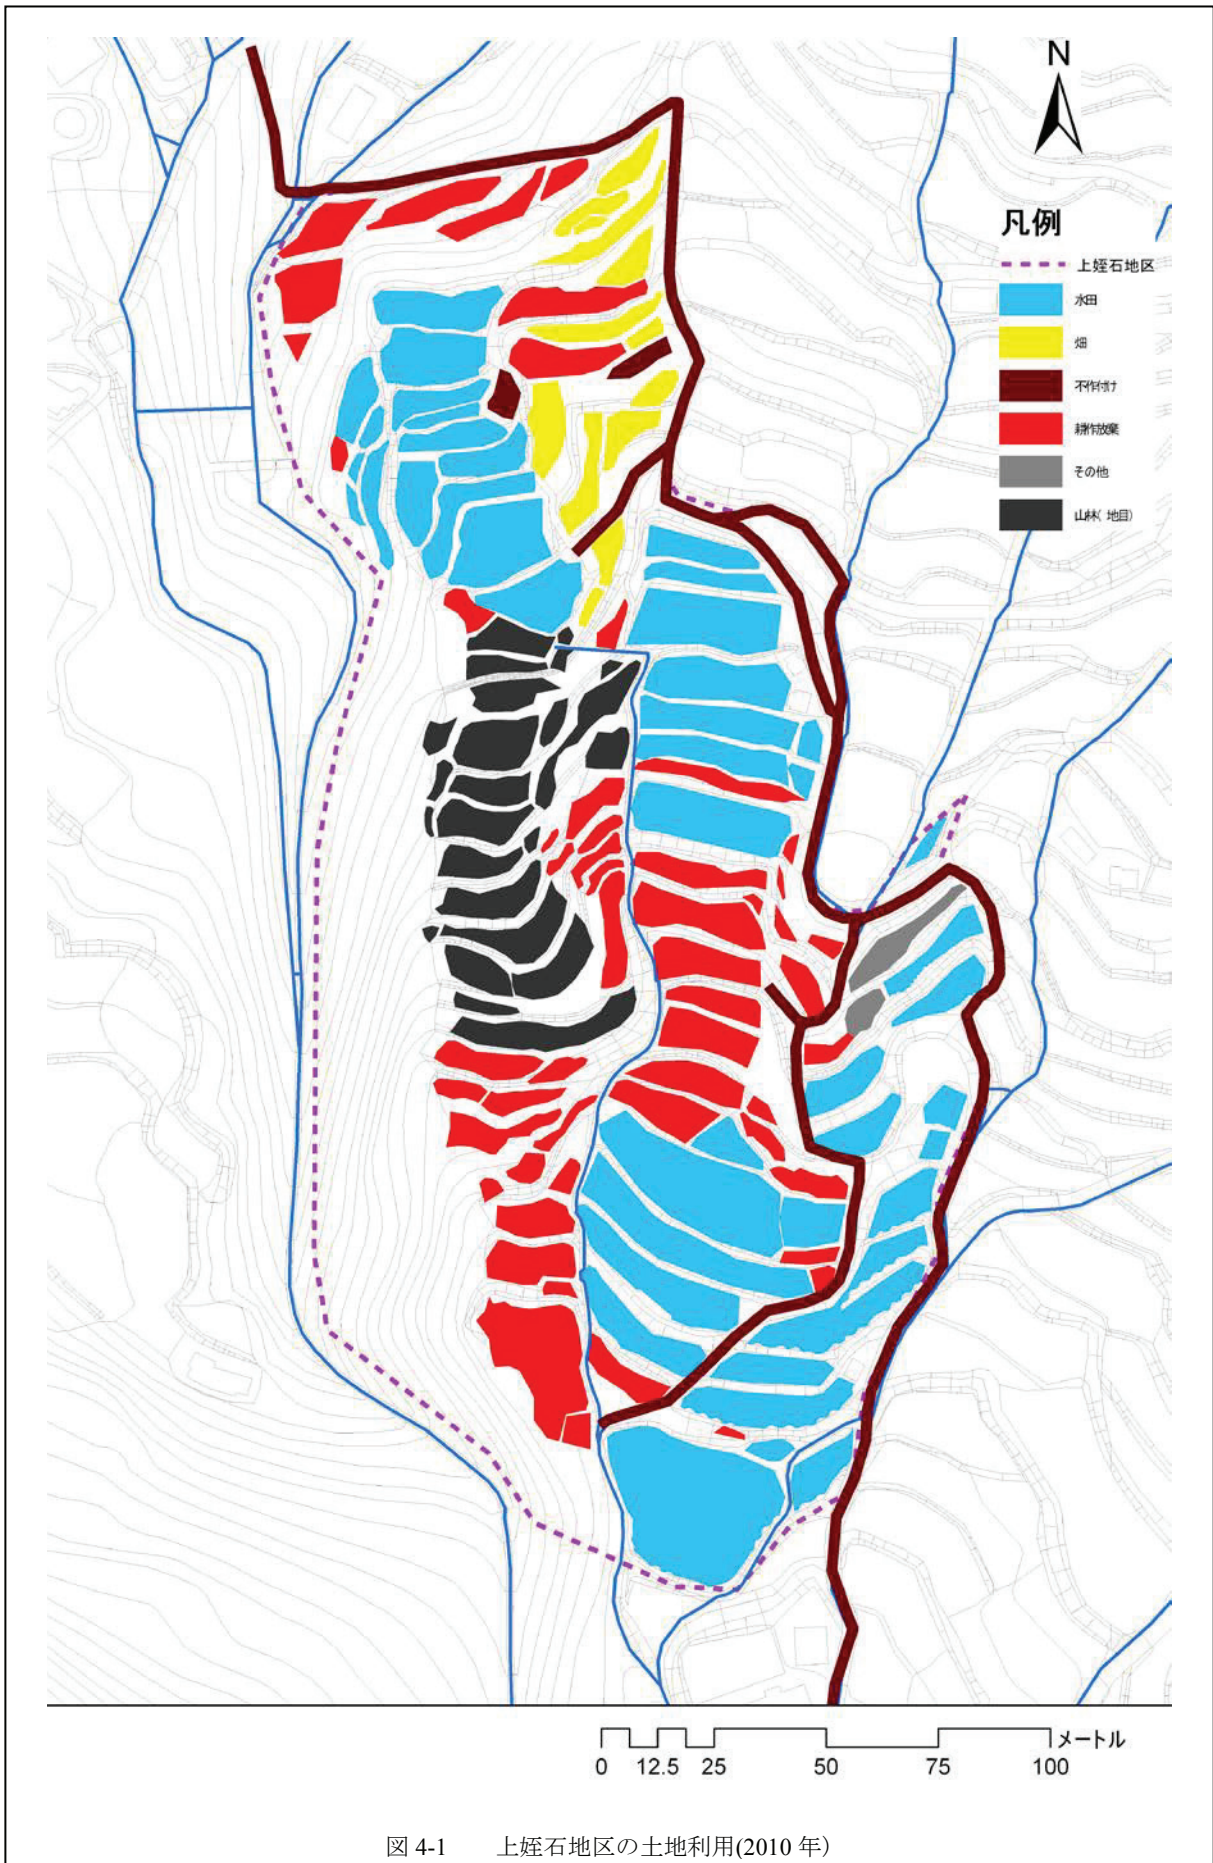 N
凡例
上姪石地区
水田
畑
不作付け
耕作放棄
その他
山林(地目)
メートル
0 12.5 25 50 75 100
図 4-1 上姪石地区の土地利用(2010 年)